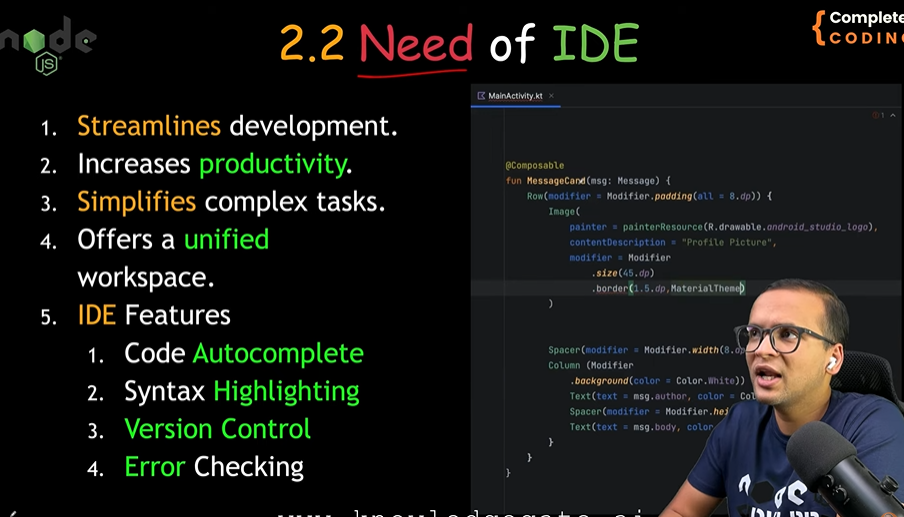 node
JS
2.2 Need of IDE
Complete
CODING
1. Streamlines development.
2. Increases productivity.
3. Simplifies complex tasks.
4. Offers a unified
workspace.
5. IDE Features
1. Code Autocomplete
2. Syntax Highlighting
3. Version Control
4. Error Checking
MainActivity.kt ×
1
@Composable
fun MessageCard(msg: Message) {
Row(modifier = Modifier.padding(all = 8.dp)) {
Image(
painter = painterResource(R.drawable.android_studio_logo),
contentDescription = "Profile Picture",
modifier = Modifier
.size(45.dp)
.border(1.5.dp,MaterialTheme)
)
Spacer(modifier = Modifier.width(8.dp
Column (Modifier
.background(color = Color.White))
Text(text = msg.author, color = Col
Spacer(modifier = Modifier.hei
Text(text = msg.body, color
}
}
}
node